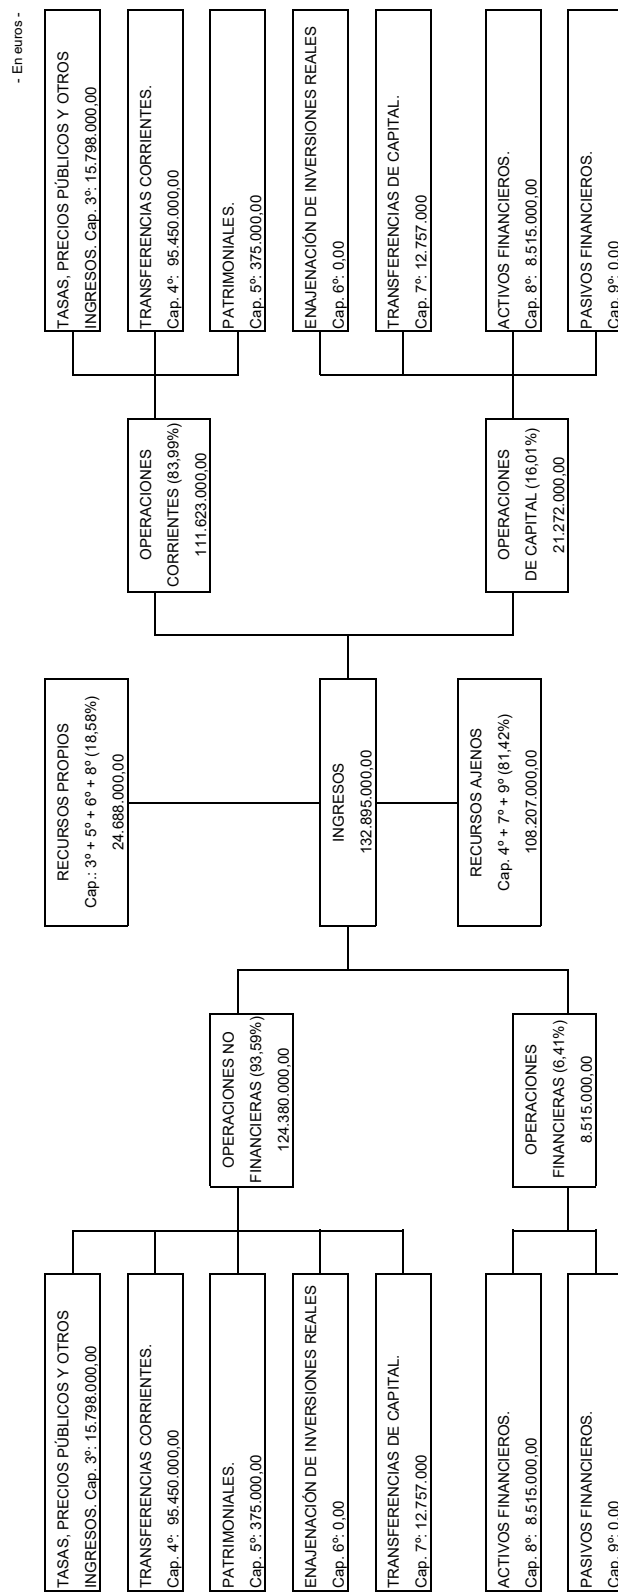 - En euros -
TASAS, PRECIOS PÚBLICOS Y OTROS
INGRESOS. Cap. 3º: 15.798.000,00
TRANSFERENCIAS CORRIENTES.
Cap. 4º: 95.450.000,00
PATRIMONIALES.
Cap. 5º: 375.000,00
ENAJENACIÓN DE INVERSIONES REALES
Cap. 6º: 0,00
TRANSFERENCIAS DE CAPITAL.
Cap. 7º: 12.757.000
ACTIVOS FINANCIEROS.
Cap. 8º: 8.515.000,00
PASIVOS FINANCIEROS.
Cap. 9º: 0,00
OPERACIONES NO
FINANCIERAS (93,59%)
124.380.000,00
OPERACIONES
FINANCIERAS (6,41%)
8.515.000,00
RECURSOS PROPIOS
Cap.: 3º + 5º + 6º + 8º (18,58%)
24.688.000,00
INGRESOS
132.895.000,00
RECURSOS AJENOS
Cap. 4º + 7º + 9º (81,42%)
108.207.000,00
OPERACIONES
CORRIENTES (83,99%)
111.623.000,00
OPERACIONES
DE CAPITAL (16,01%)
21.272.000,00
TASAS, PRECIOS PÚBLICOS Y OTROS
INGRESOS. Cap. 3º: 15.798.000,00
TRANSFERENCIAS CORRIENTES.
Cap. 4º: 95.450.000,00
PATRIMONIALES.
Cap. 5º: 375.000,00
ENAJENACIÓN DE INVERSIONES REALES
Cap. 6º: 0,00
TRANSFERENCIAS DE CAPITAL.
Cap. 7º: 12.757.000
ACTIVOS FINANCIEROS.
Cap. 8º: 8.515.000,00
PASIVOS FINANCIEROS.
Cap. 9º: 0,00